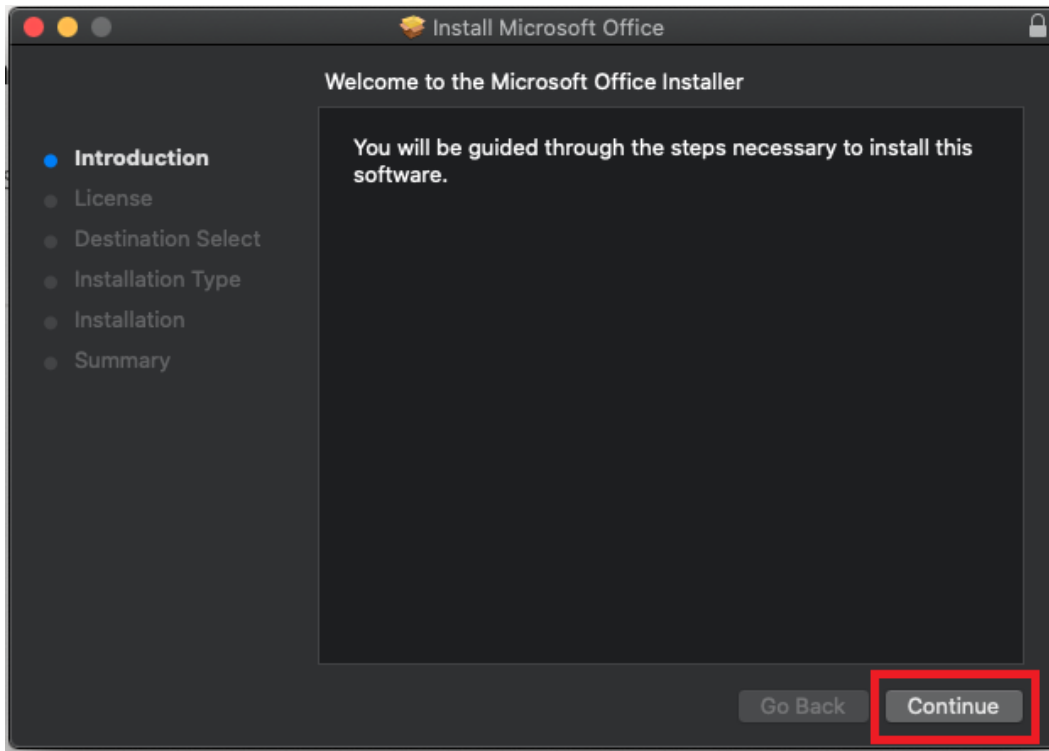 Install Microsoft Office
Welcome to the Microsoft Office Installer
Introduction
License
Destination Select
Installation Type
Installation
Summary
You will be guided through the steps necessary to install this
software.
Go Back
Continue